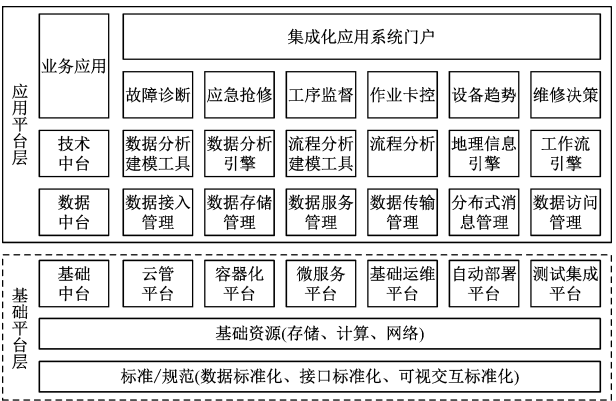 应用平台层
业务应用
集成化应用系统门户
故障诊断
应急抢修
工序监督
作业卡控
设备趋势
维修决策
技术
中台
数据分析
建模工具
数据分析
引擎
流程分析
建模工具
流程分析
地理信息
引擎
工作流
引擎
数据
中台
数据接入
管理
数据存储
管理
数据服务
管理
数据传输
管理
分布式消
息管理
数据访问
管理
基础平台层
基础
中台
云管
平台
容器化
平台
微服务
平台
基础运维
平台
自动部署
平台
测试集成
平台
基础资源(存储、计算、网络)
标准/规范(数据标准化、接口标准化、可视交互标准化)